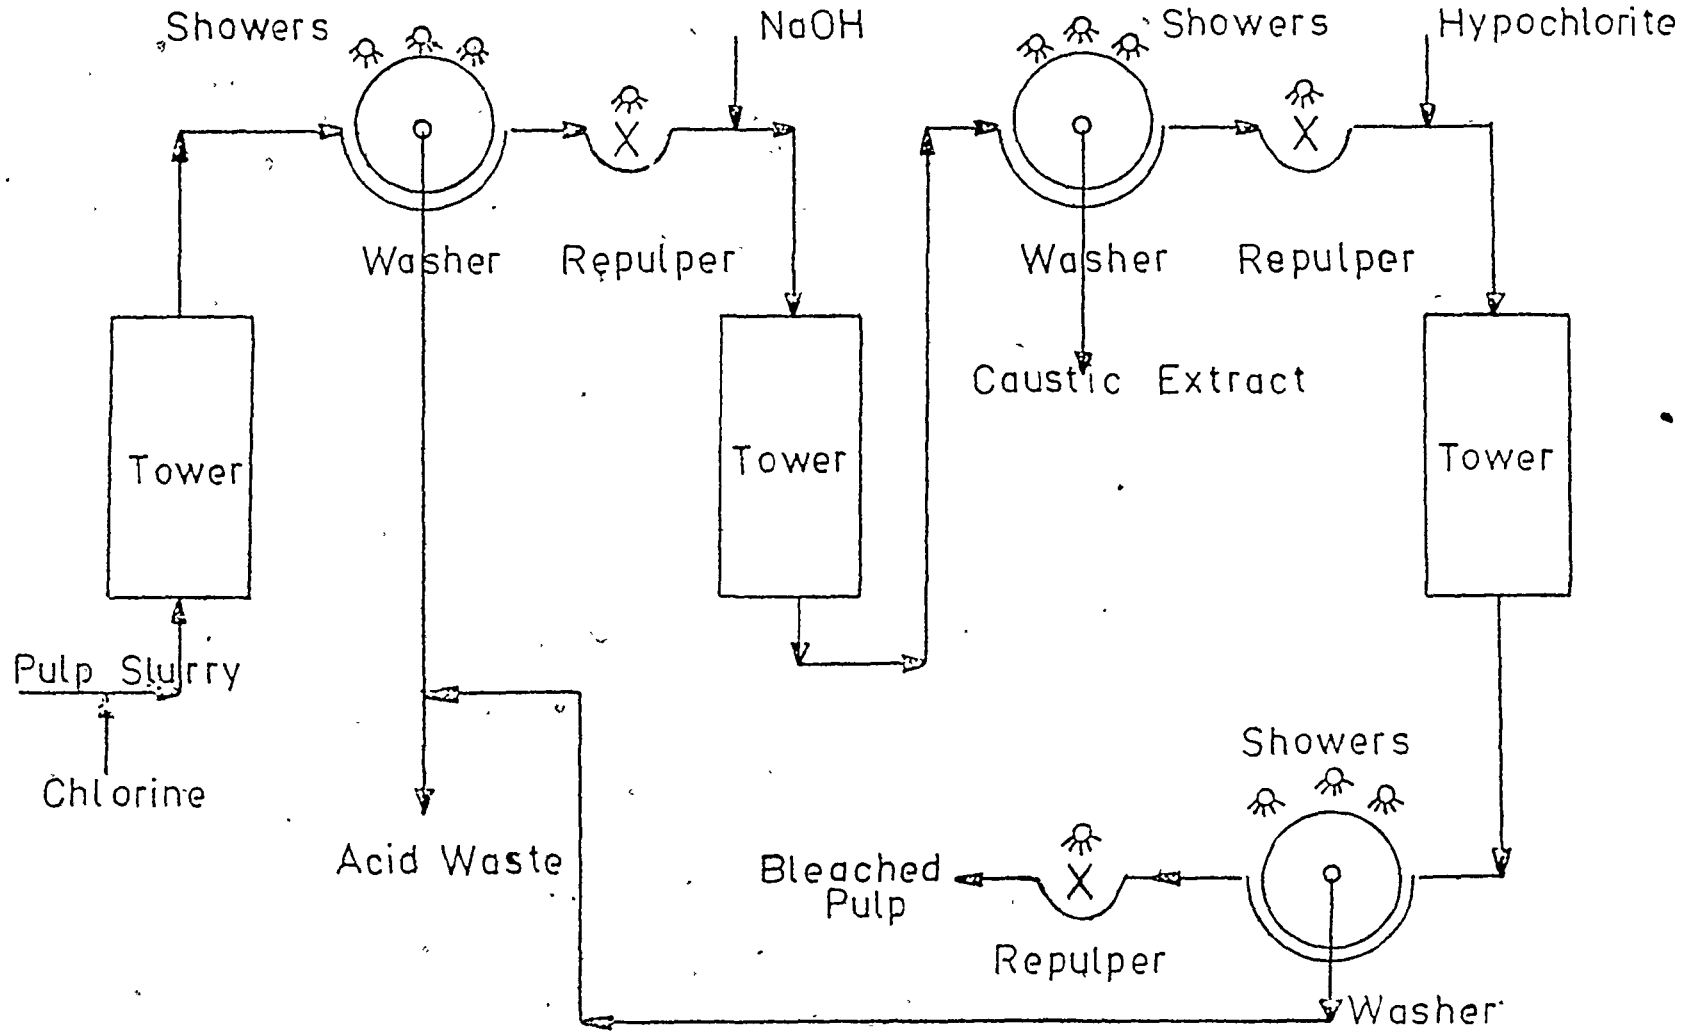 Showers
NaOH
Showers
Hypochlorite
Washer
Repulper
Washer
Repulper
Caustic Extract
Tower
Tower
Tower
Pulp Slurry
Chlorine
Showers
Acid Waste
Bleached
Pulp
Repulper
Washer